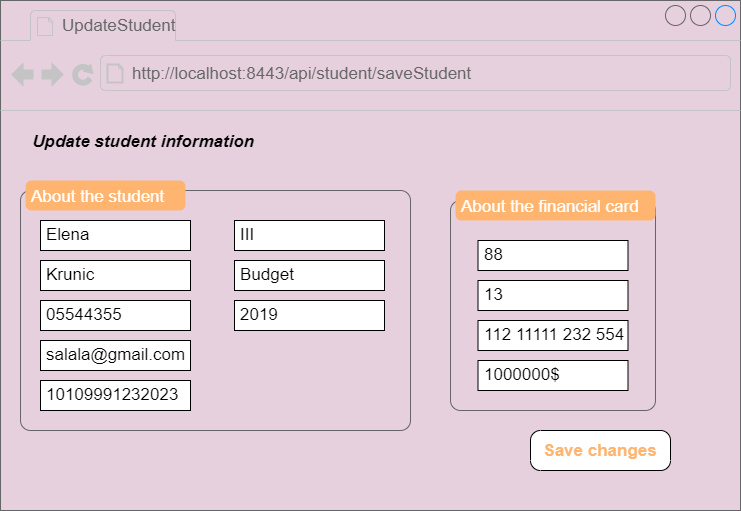 UpdateStudent
http://localhost:8443/api/student/saveStudent
Update student information
About the student
Elena
Krunic
05544355
salala@gmail.com
10109991232023
III
Budget
2019
About the financial card
88
13
112 11111 232 554
1000000$
Save changes